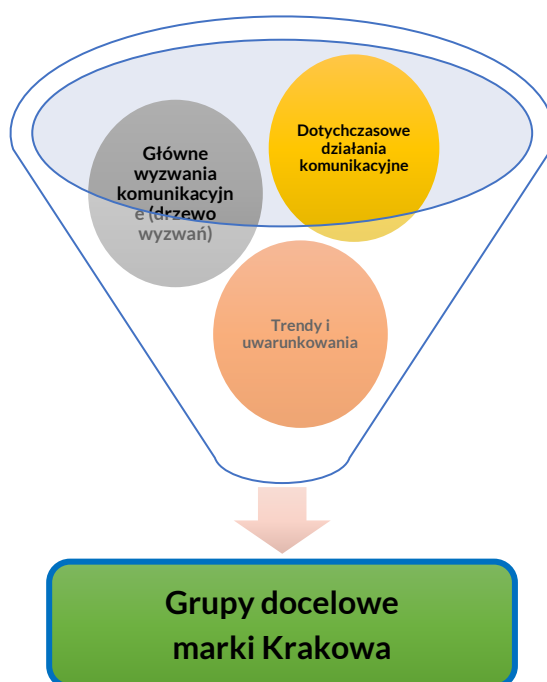 Główne
wyzwania
komunikacyjn
e (drzewo
wyzwań)
Dotychczasowe
działania
komunikacyjne
Trendy i
uwarunkowania
Grupy docelowe
marki Krakowa